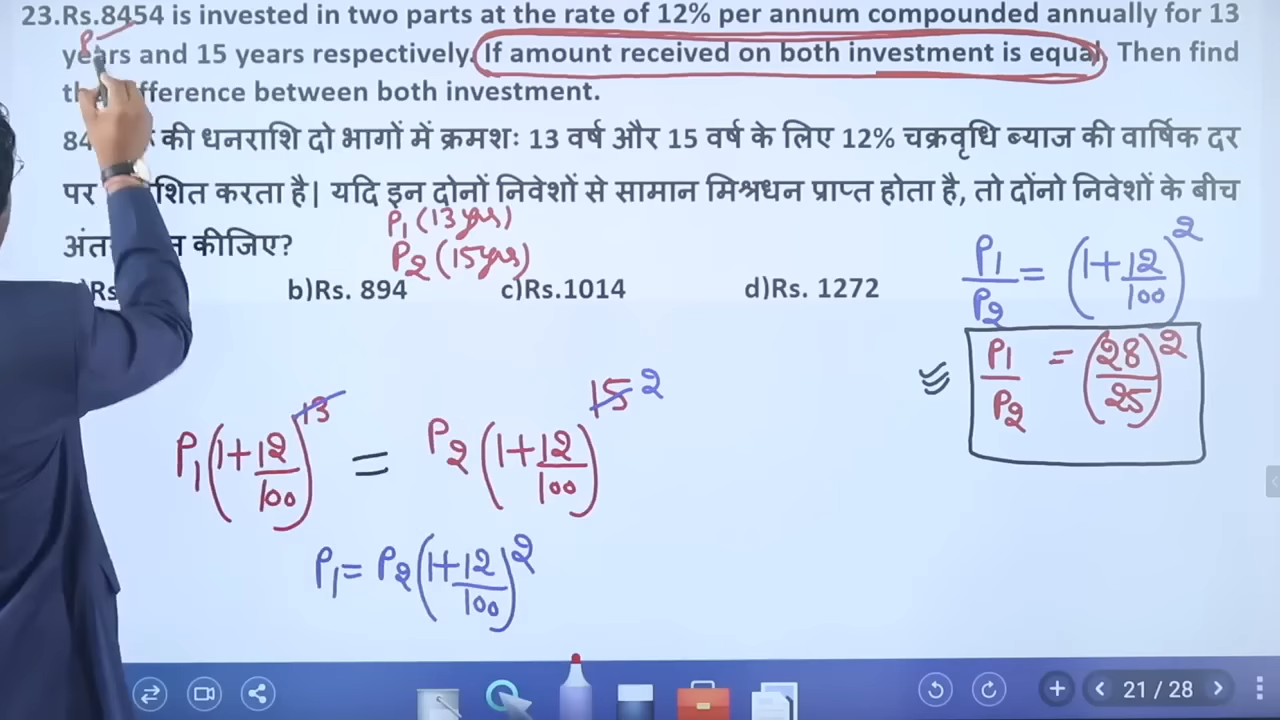 23.Rs.8454 is invested in two parts at the rate of 12% per annum compounded annually for 13
years and 15 years respectively. If amount received on both investment is equal. Then find
difference between both investment.
84 की धनराशि दो भागों में क्रमशः 13 वर्ष और 15 वर्ष के लिए 12% चक्रवृधि ब्याज की वार्षिक दर
पर करता है| यदि इन दोनों निवेशों से सामान मिश्रधन प्राप्त होता है, तो दोंनो निवेशों के बीच
कीजिए?
P1 (13 yrs)
P2 (15 yrs)
Rs b)Rs. 894 c)Rs.1014 d)Rs. 1272
P1/P2 = (1+12/100)^2
P1/P2 = (28/25)^2
P1(1+12/100)^13 = P2(1+12/100)^15 2
P1= P2(1+12/100)^2
21 / 28